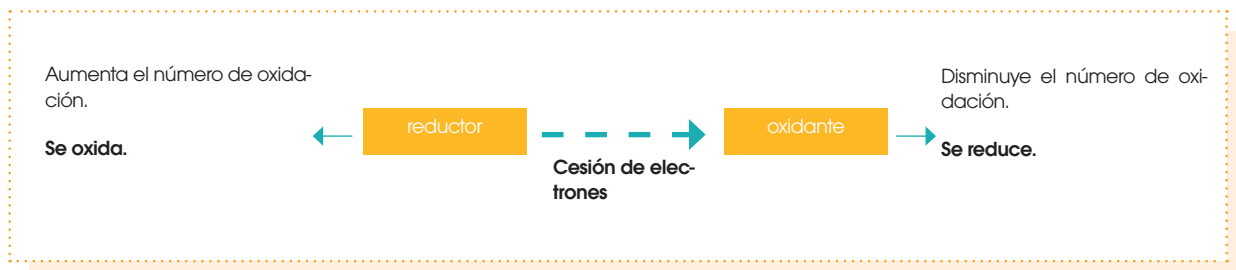 Aumenta el número de oxida-
ción.
Se oxida.
reductor
Cesión de elec-
trones
oxidante
Disminuye el número de oxi-
dación.
Se reduce.